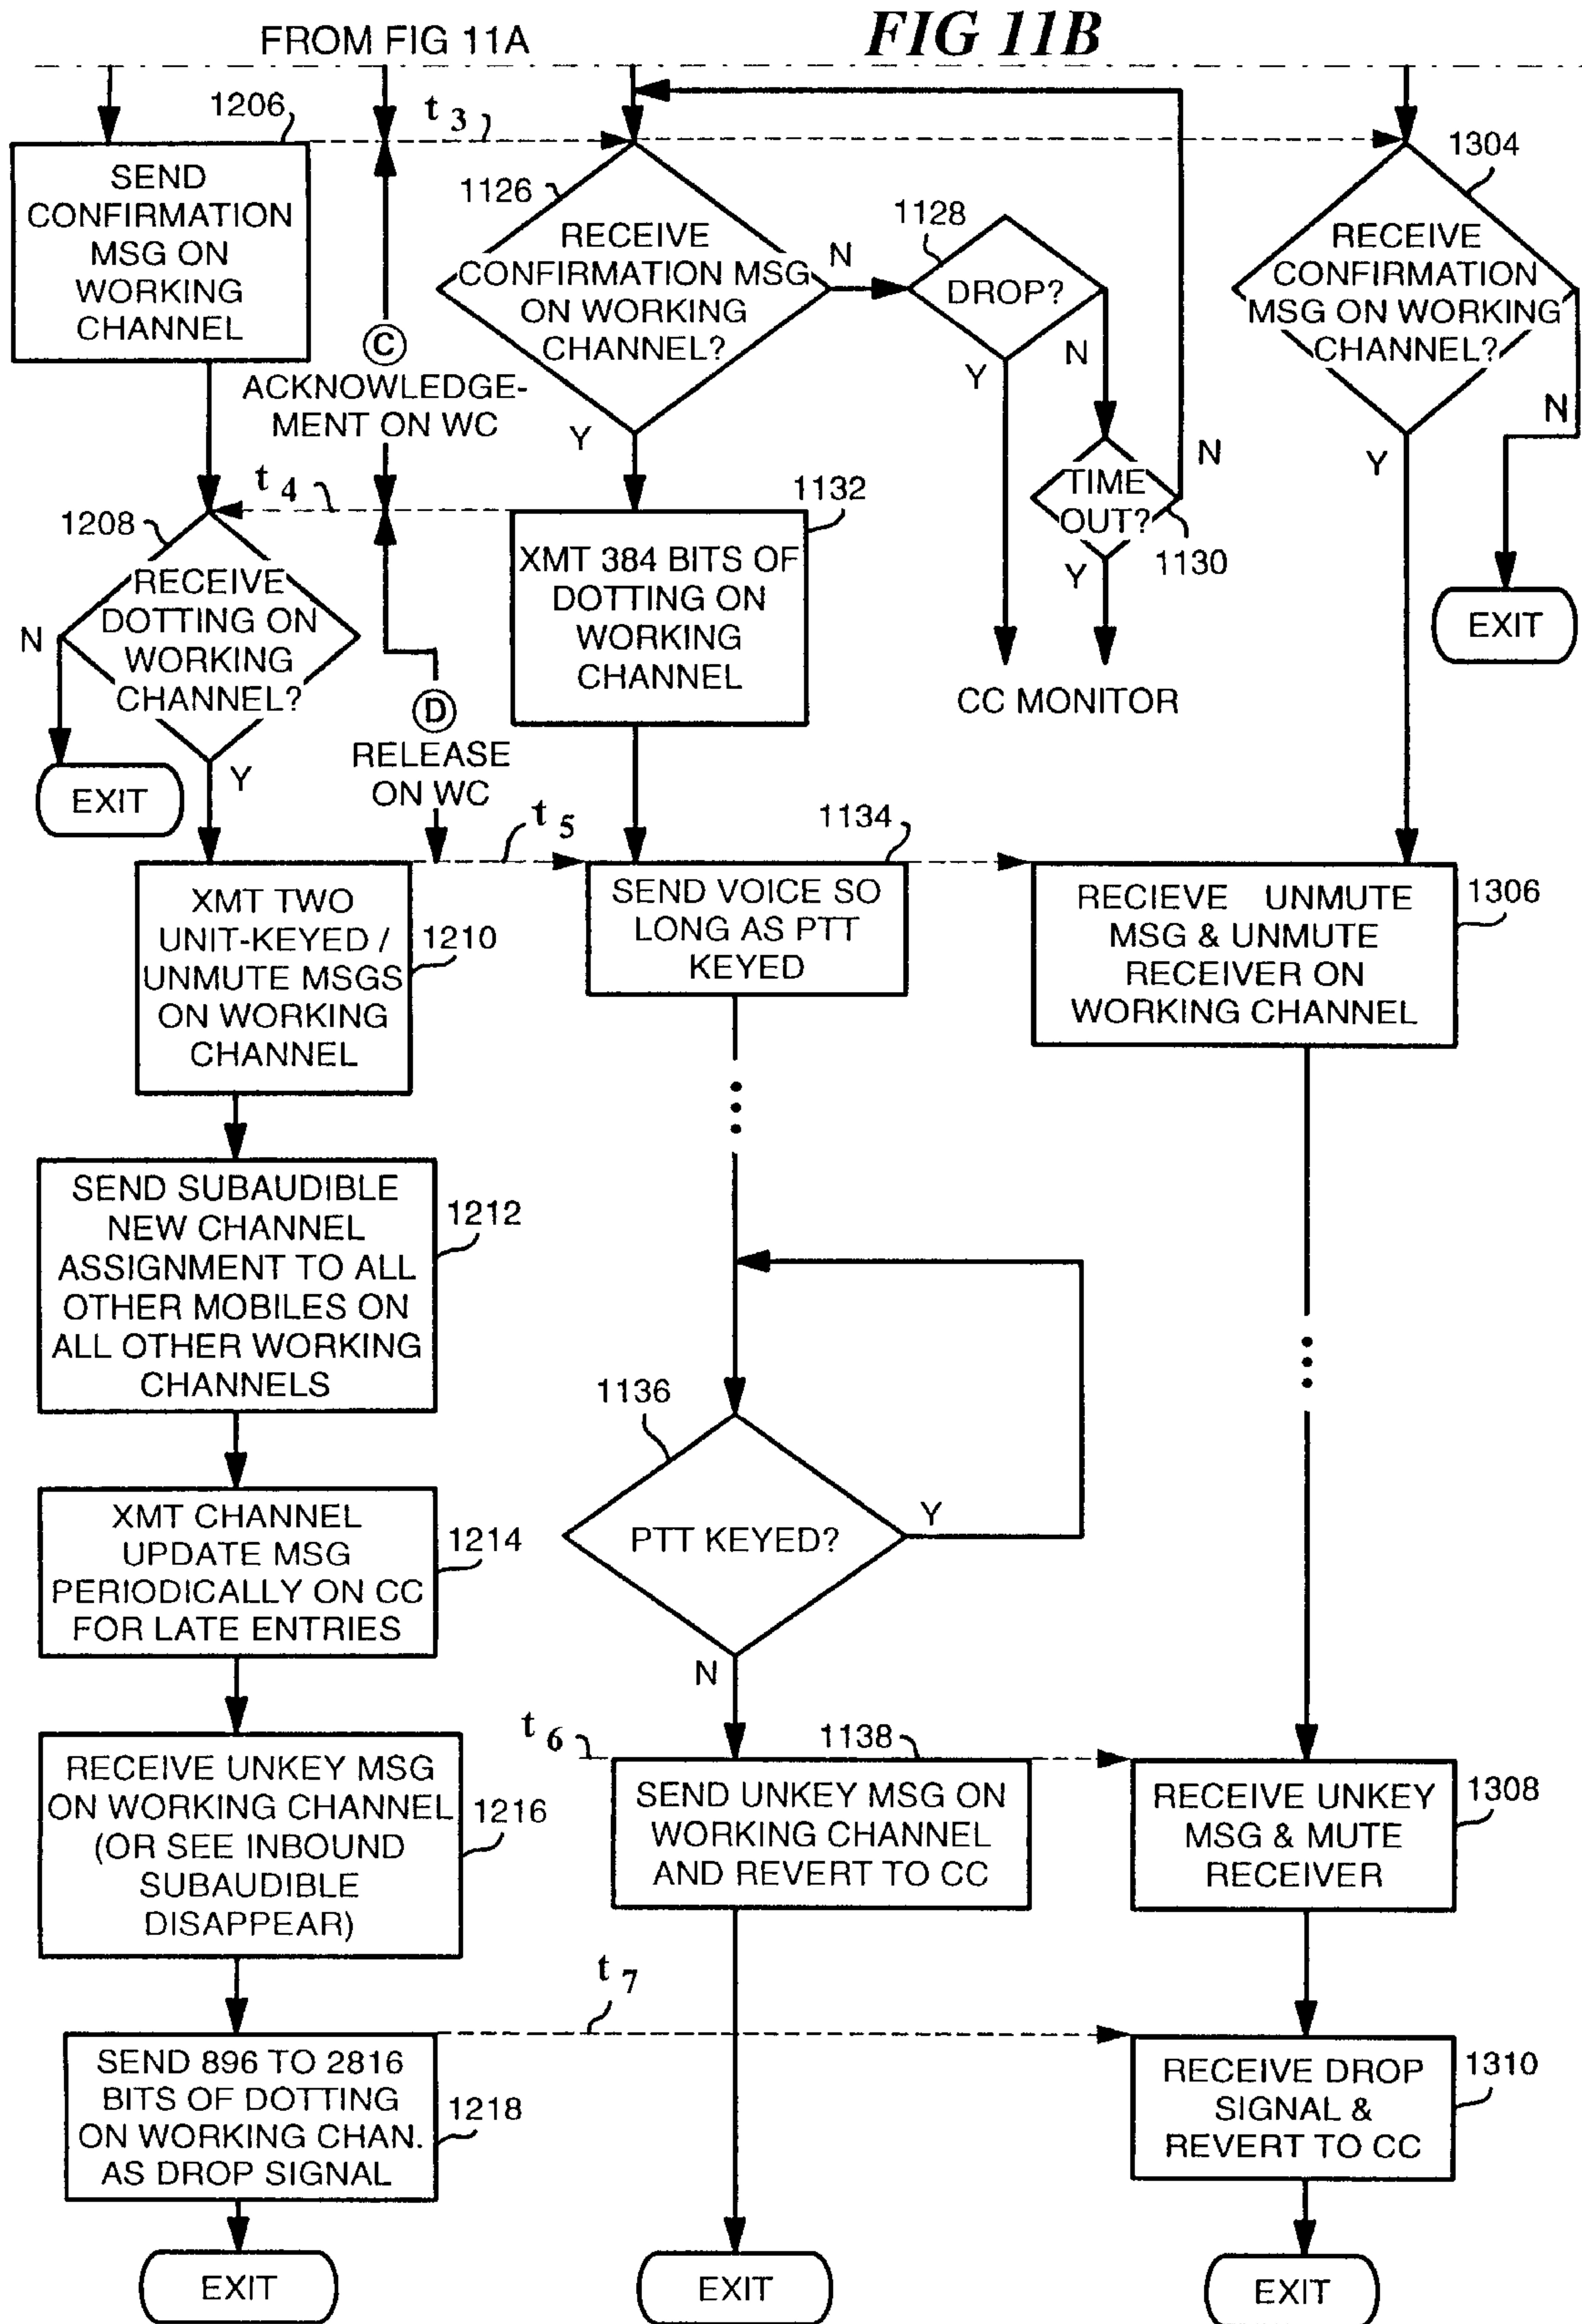 FROM FIG 11A
FIG 11B
1206
t 3
SEND
CONFIRMATION
MSG ON
WORKING
CHANNEL
C
ACKNOWLEDGE-
MENT ON WC
1126
RECEIVE
CONFIRMATION MSG
ON WORKING
CHANNEL?
N
Y
1128
DROP?
N
Y
TIME
OUT?
N
1130
Y
CC MONITOR
1304
RECEIVE
CONFIRMATION
MSG ON WORKING
CHANNEL?
N
Y
EXIT
t 4
1208
RECEIVE
DOTTING ON
WORKING
CHANNEL?
N
Y
EXIT
D
RELEASE
ON WC
1132
XMT 384 BITS OF
DOTTING ON
WORKING
CHANNEL
t 5
XMT TWO
UNIT-KEYED /
UNMUTE MSGS
ON WORKING
CHANNEL
1210
1134
SEND VOICE SO
LONG AS PTT
KEYED
RECIEVE UNMUTE
MSG & UNMUTE
RECEIVER ON
WORKING CHANNEL
1306
SEND SUBAUDIBLE
NEW CHANNEL
ASSIGNMENT TO ALL
OTHER MOBILES ON
ALL OTHER WORKING
CHANNELS
1212
1136
PTT KEYED?
Y
N
XMT CHANNEL
UPDATE MSG
PERIODICALLY ON CC
FOR LATE ENTRIES
1214
RECEIVE UNKEY MSG
ON WORKING CHANNEL
(OR SEE INBOUND
SUBAUDIBLE
DISAPPEAR)
1216
t 6
1138
SEND UNKEY MSG ON
WORKING CHANNEL
AND REVERT TO CC
RECEIVE UNKEY
MSG & MUTE
RECEIVER
1308
t 7
SEND 896 TO 2816
BITS OF DOTTING
ON WORKING CHAN.
AS DROP SIGNAL
1218
RECEIVE DROP
SIGNAL &
REVERT TO CC
1310
EXIT
EXIT
EXIT